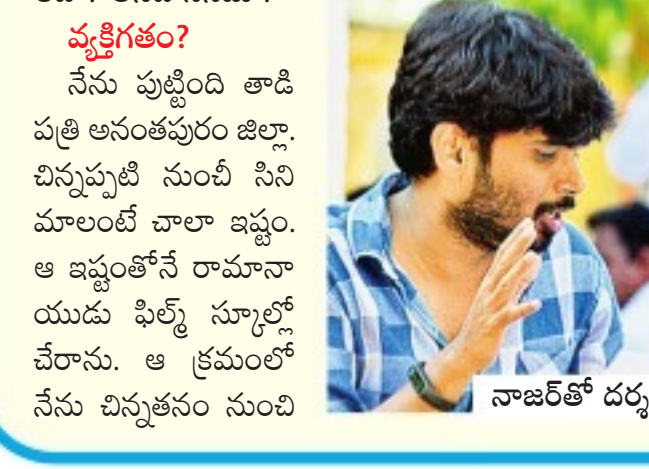 వ్యక్తిగతం?
నేను పుట్టింది తాడి
పత్రి అనంతపురం జిల్లా.
చిన్నప్పటి నుంచీ సిని
మాలంటే చాలా ఇష్టం.
ఆ ఇష్టంతోనే రామానా
యుడు ఫిల్మ్ స్కూల్లో
చేరాను. ఆ క్రమంలో
నేను చిన్నతనం నుంచి
నాజర్‌తో దర్శ